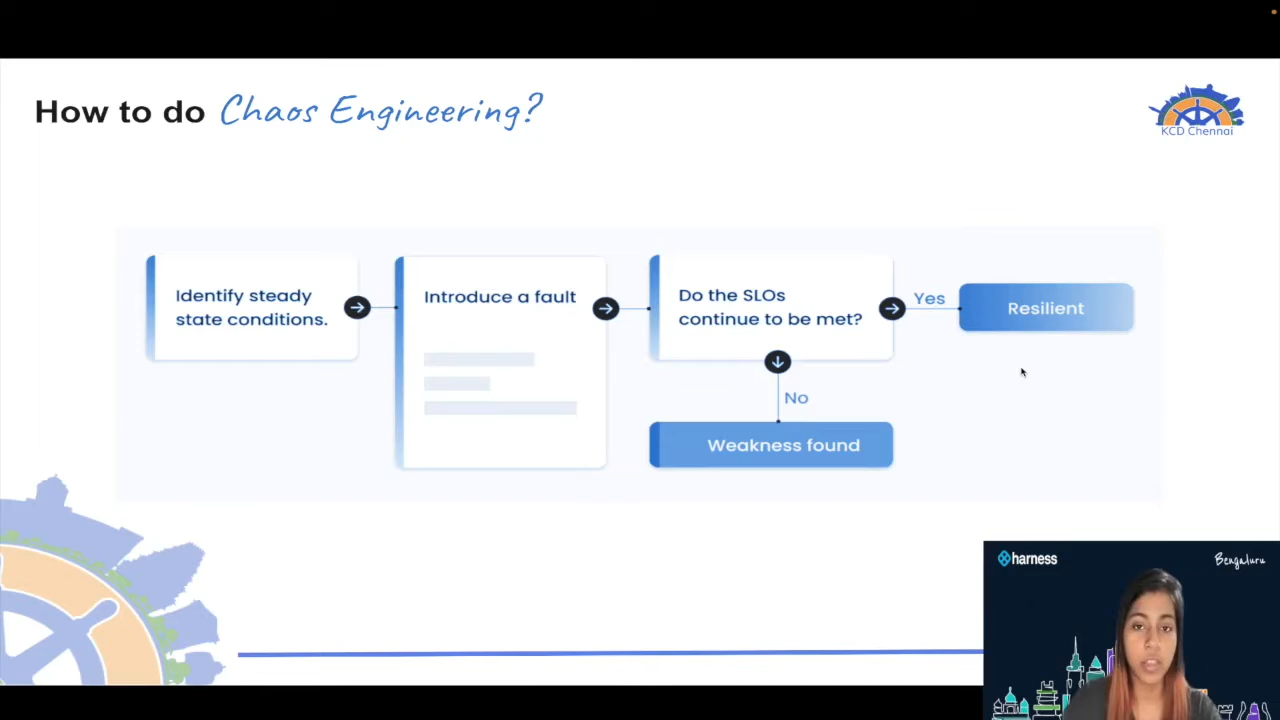 How to do Chaos Engineering?
KCD Chennai
Identify steady
state conditions.
Introduce a fault
Do the SLOs
continue to be met?
Yes
Resilient
No
Weakness found
harness
Bengaluru